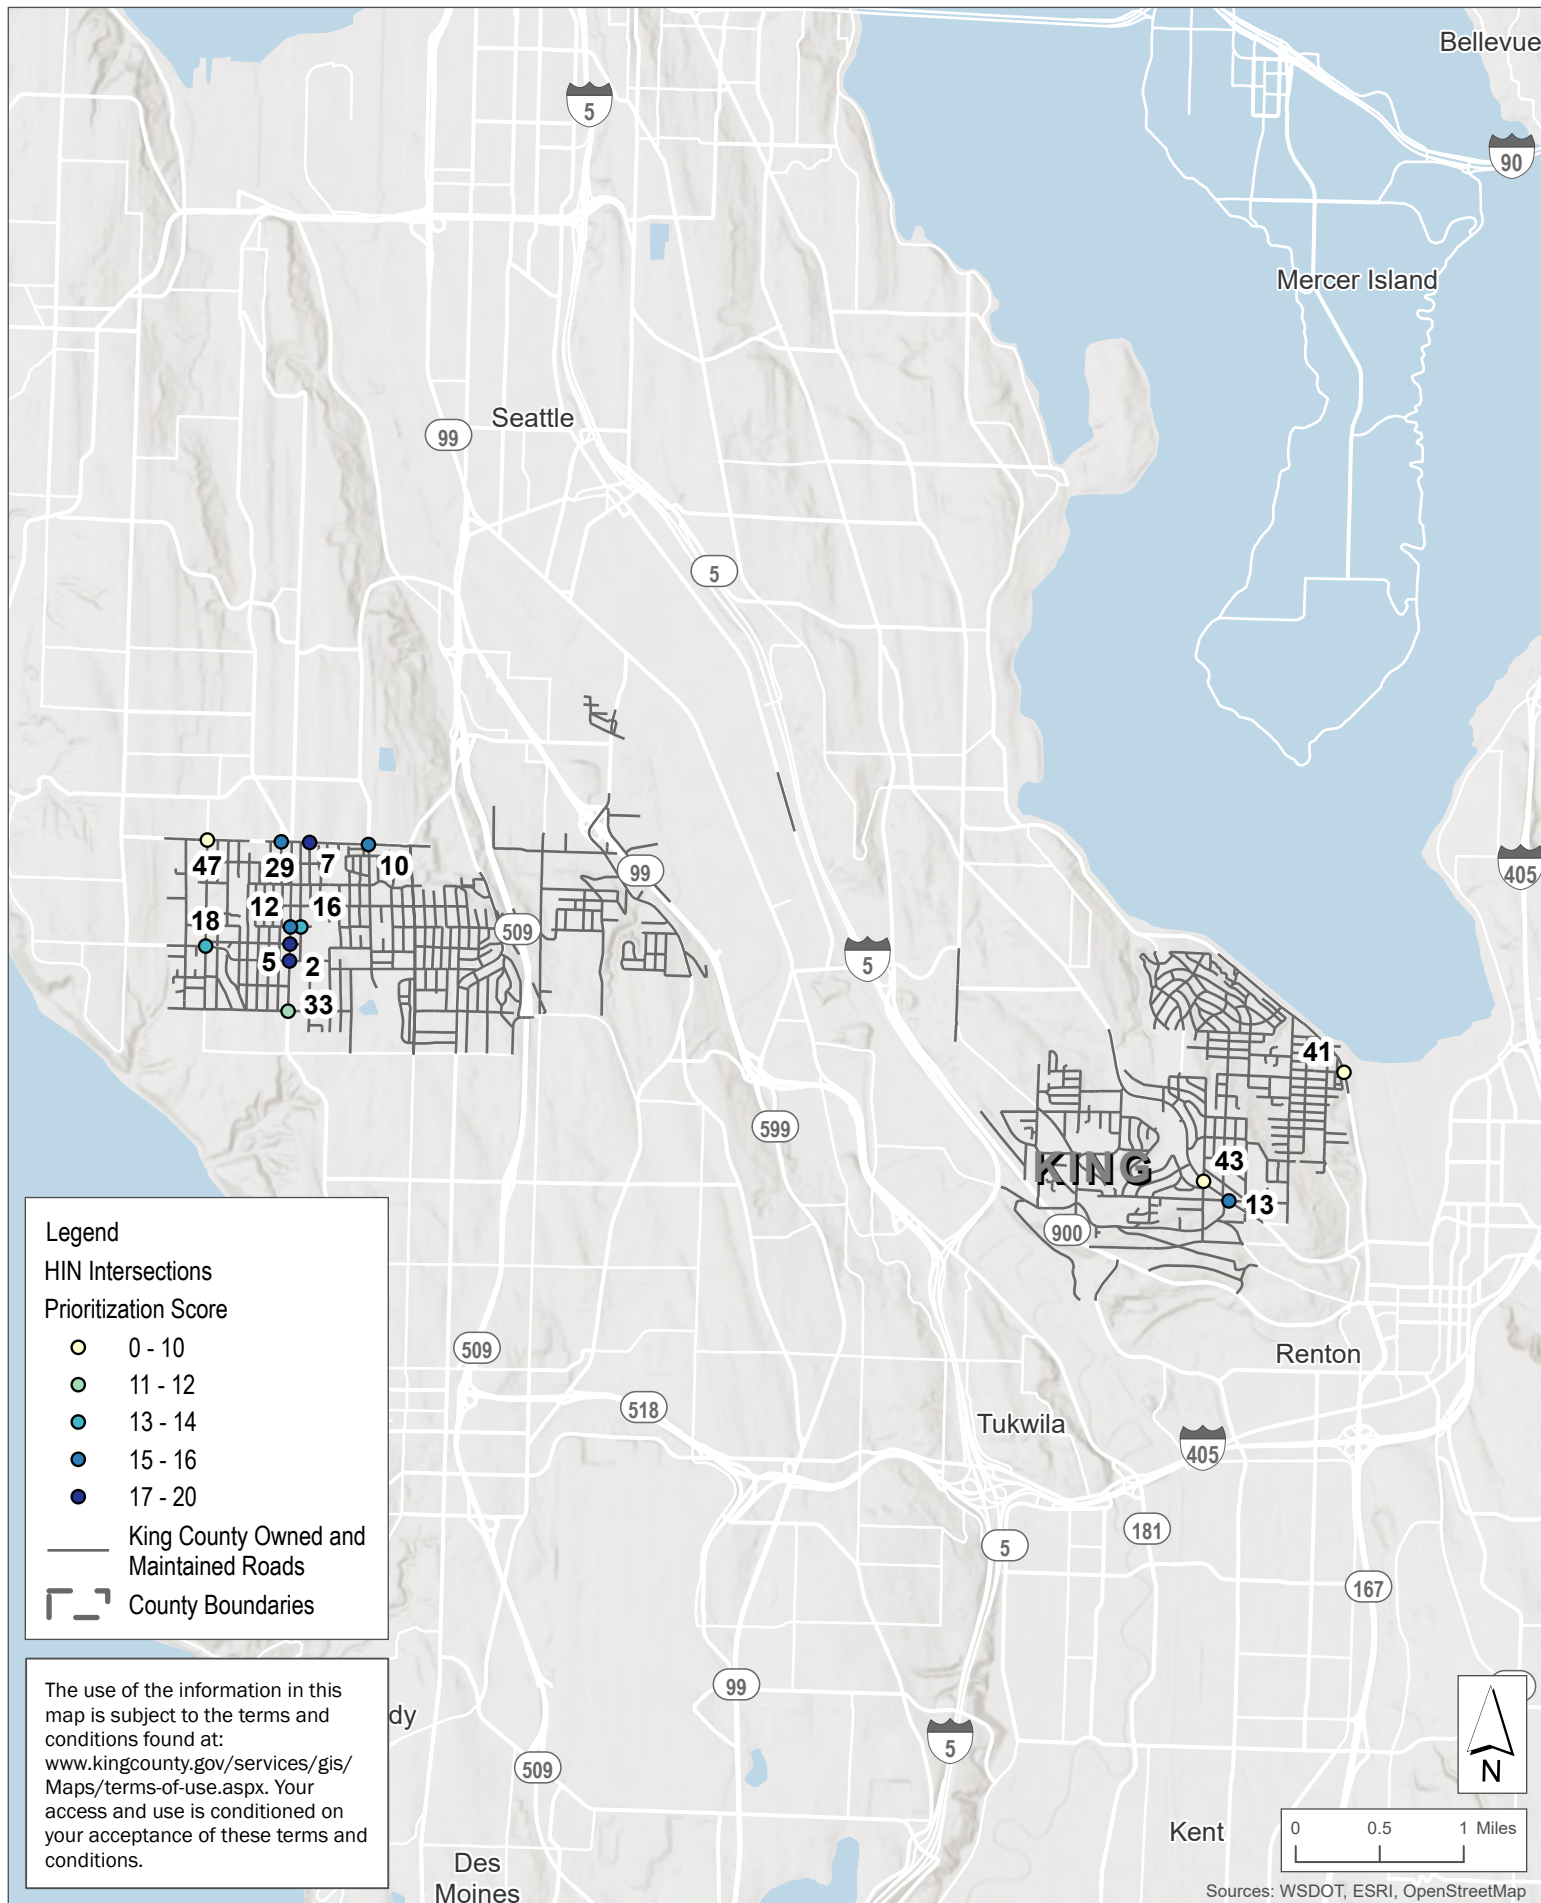 Bellevue
5
90
Mercer Island
Seattle
99
5
405
47
29
7
10
99
12
16
18
509
5
5
2
33
41
599
KING
43
13
900
Renton
509
518
Tukwila
405
5
181
167
99
5
509
dy
Des
Moines
Kent
Legend
HIN Intersections
Prioritization Score
0 - 10
11 - 12
13 - 14
15 - 16
17 - 20
King County Owned and
Maintained Roads
County Boundaries
The use of the information in this
map is subject to the terms and
conditions found at:
www.kingcounty.gov/services/gis/
Maps/terms-of-use.aspx. Your
access and use is conditioned on
your acceptance of these terms and
conditions.
N
0 0.5 1 Miles
Sources: WSDOT, ESRI, OpenStreetMap